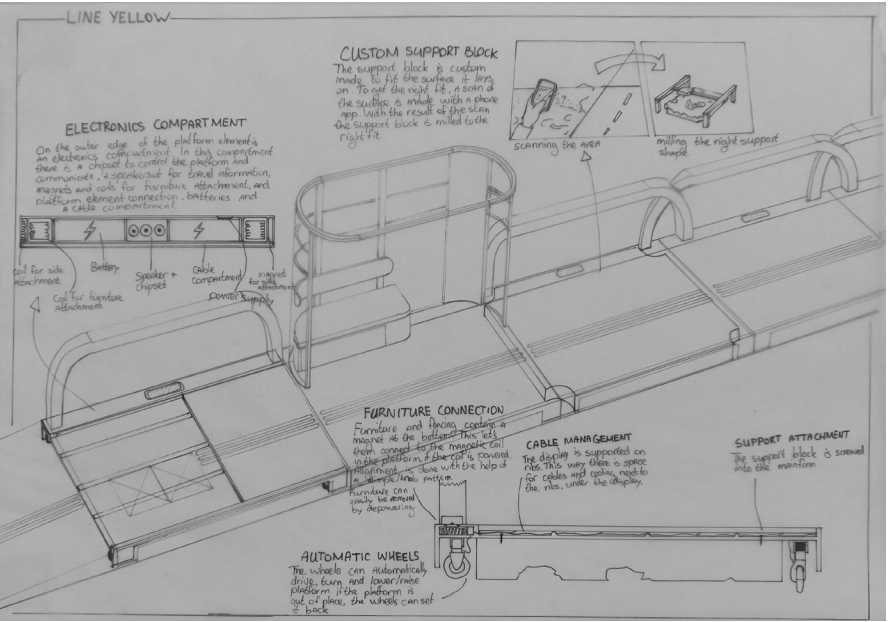 LINE YELLOW
CUSTOM SUPPORT BLOCK
The support block is custom
made to fit the surface it lays
on. To get the right fit, a scan of
the surface is made with a phone
app. With the result of the scan
the support block is milled to the
right fit.
scanning the area
milling the right support
shape
ELECTRONICS COMPARTMENT
On the outer edge of the platform element is
an electronics compartment. In this compartment
there is a chipset to control the platform and
communicate, a speakerset for travel information,
magnets and coils for furniture attachment, and
platform element connection, batteries and
a cable compartment.
coil for side
attachment
Coil for furniture
attachment
Battery
Speaker +
chipset
Cable
compartment
power supply
magnet
for side
attachment
FURNITURE CONNECTION
Furniture and fencing contain a
magnet at the bottom. This lets
them connect to the magnetic coil
in the platform, if the coil is powered
Allignment is done with the help of
a dimple/knob pattern
Furniture can
easily be removed
by depowering
CABLE MANAGEMENT
The display is supported on
ribs. This way there is space
for cables and cooling next to
the ribs, under the display.
SUPPORT ATTACHMENT
The support block is screwed
into the
AUTOMATIC WHEELS
The wheels can Automatically
drive, turn and lower/raise
platform. if the platform is
out of place, the wheels can set
it back